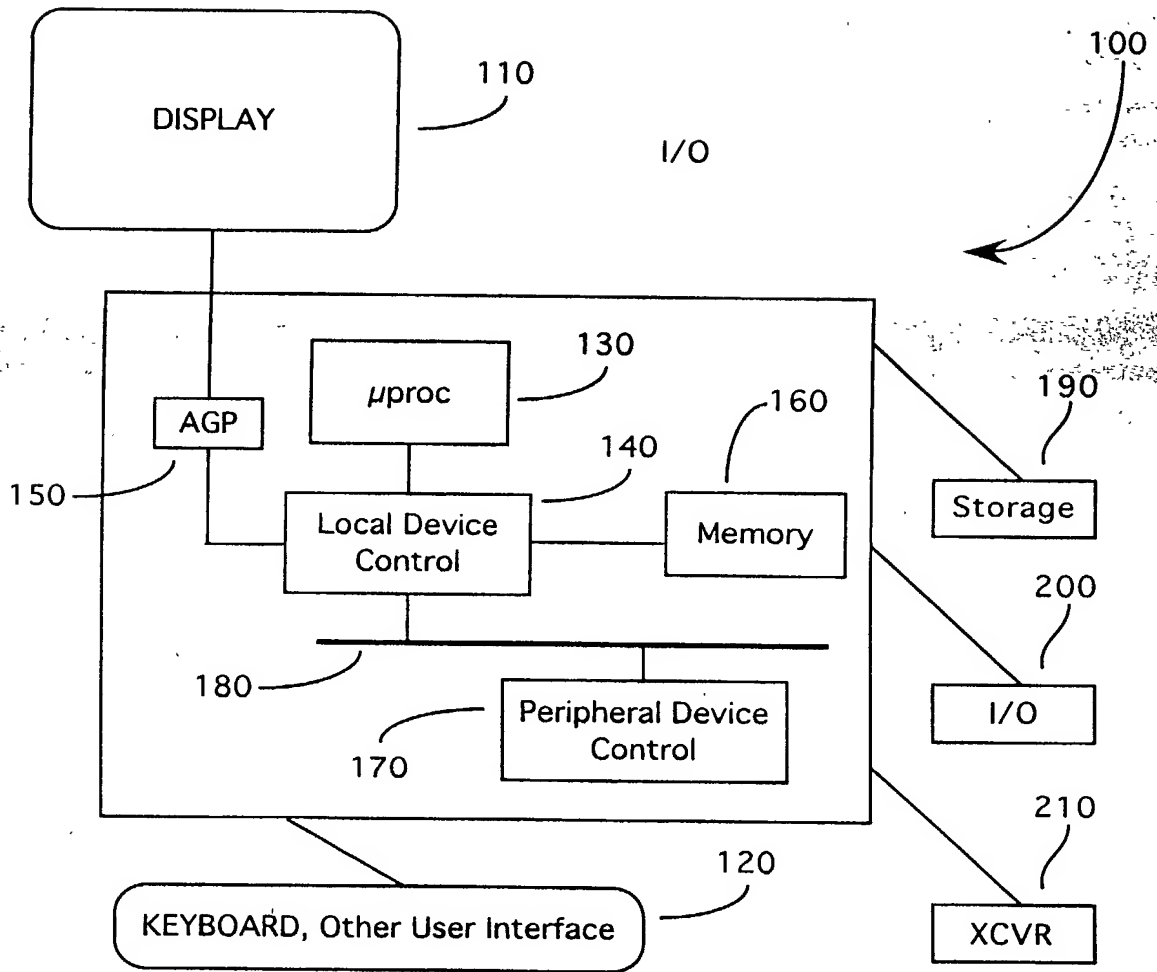 100
110
DISPLAY
I/O
130
µproc
160
190
AGP
140
150
Local Device
Control
Memory
Storage
200
180
Peripheral Device
Control
I/O
170
210
120
KEYBOARD, Other User Interface
XCVR